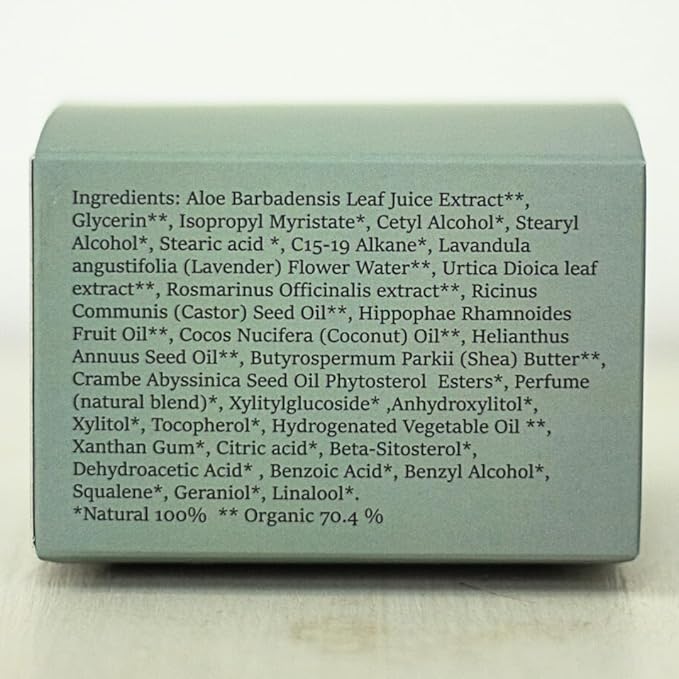 Ingredients: Aloe Barbadensis Leaf Juice Extract**,
Glycerin**, Isopropyl Myristate*, Cetyl Alcohol*, Stearyl
Alcohol*, Stearic acid *, C15-19 Alkane*, Lavandula
angustifolia (Lavender) Flower Water**, Urtica Dioica leaf
extract**, Rosmarinus Officinalis extract**, Ricinus
Communis (Castor) Seed Oil**, Hippophae Rhamnoides
Fruit Oil**, Cocos Nucifera (Coconut) Oil**, Helianthus
Annuus Seed Oil**, Butyrospermum Parkii (Shea) Butter**,
Crambe Abyssinica Seed Oil Phytosterol Esters*, Perfume
(natural blend)*, Xylitylglucoside* ,Anhydroxylitol*,
Xylitol*, Tocopherol*, Hydrogenated Vegetable Oil **,
Xanthan Gum*, Citric acid*, Beta-Sitosterol*,
Dehydroacetic Acid* , Benzoic Acid*, Benzyl Alcohol*,
Squalene*, Geraniol*, Linalool*.
*Natural 100% ** Organic 70.4 %